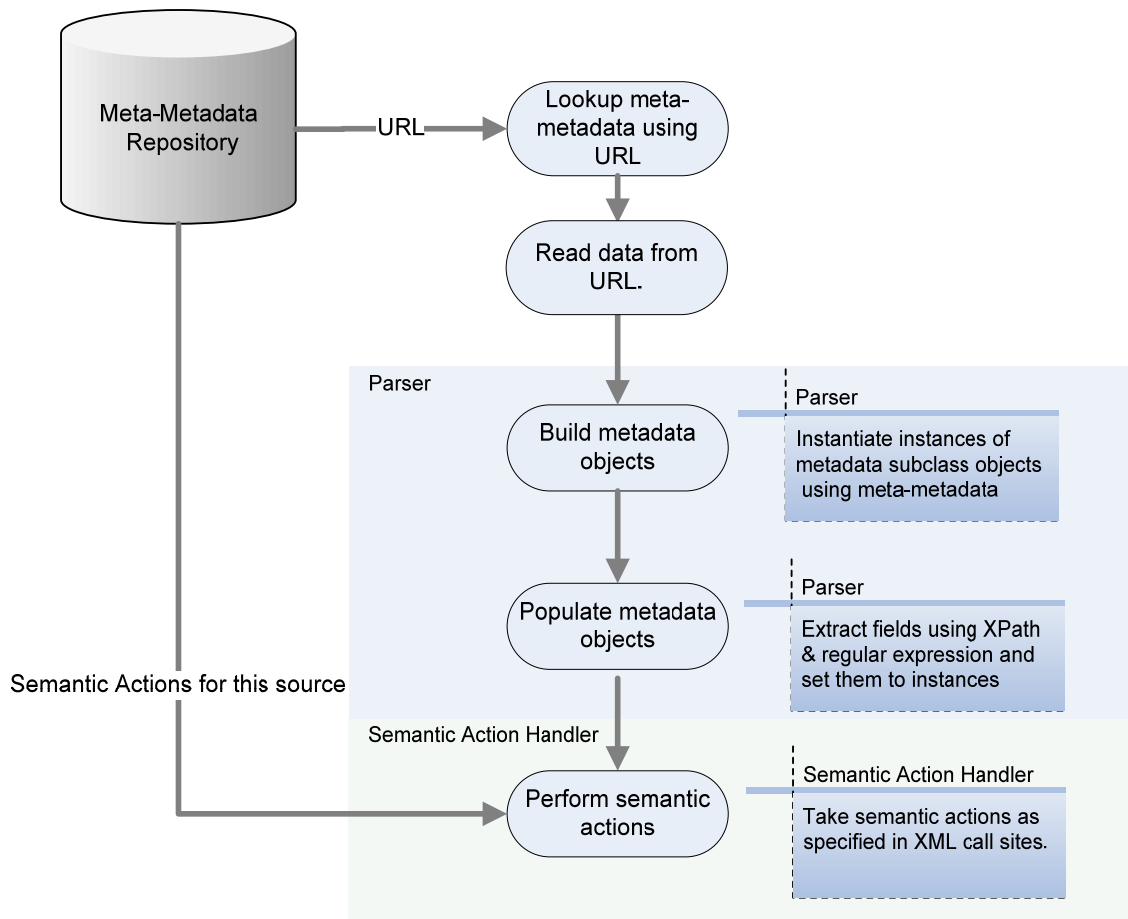 Meta-Metadata
Repository
URL
Lookup meta-
metadata using
URL
Read data from
URL.
Parser
Build metadata
objects
Parser
Instantiate instances of
metadata subclass objects
using meta-metadata
Populate metadata
objects
Parser
Extract fields using XPath
& regular expression and
set them to instances
Semantic Actions for this source
Semantic Action Handler
Perform semantic
actions
Semantic Action Handler
Take semantic actions as
specified in XML call sites.